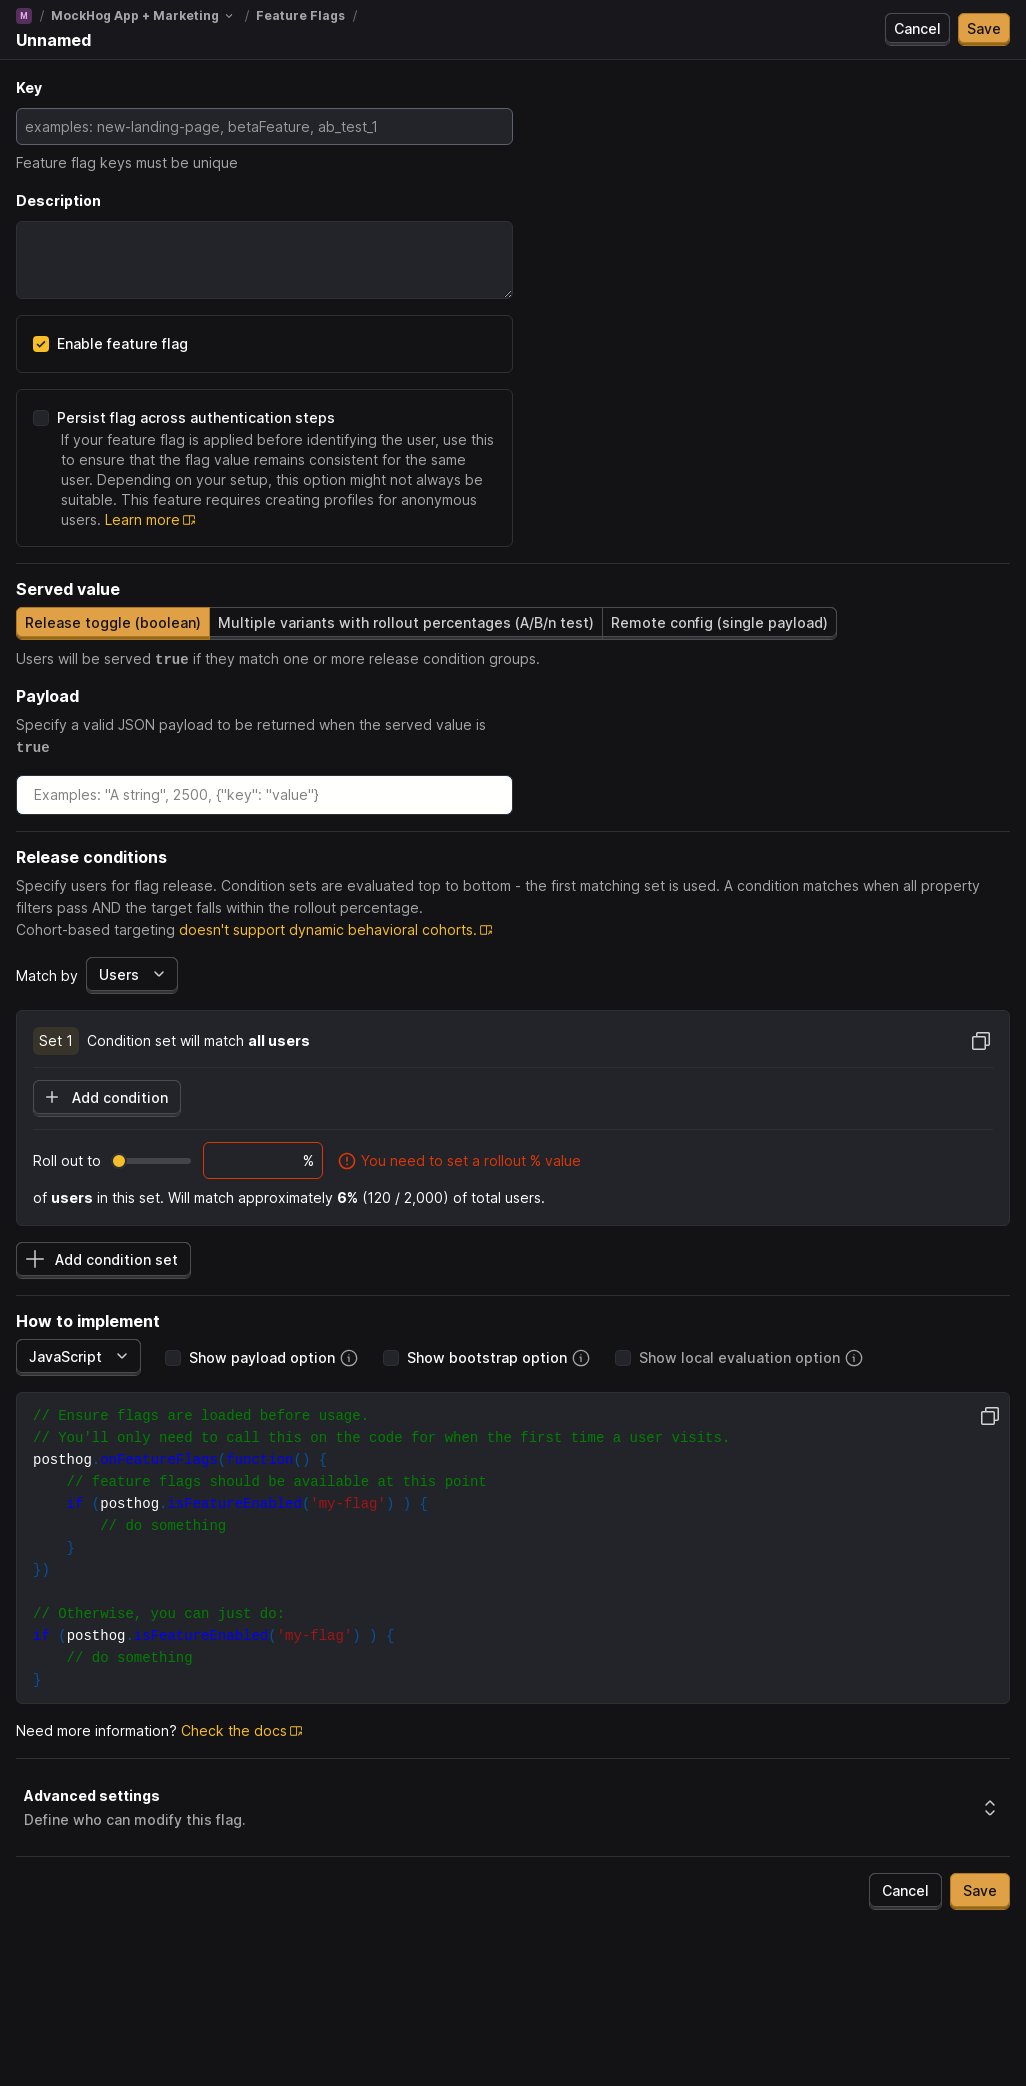 M / MockHog App + Marketing / Feature Flags /
Unnamed
Cancel Save
Key
examples: new-landing-page, betaFeature, ab_test_1
Feature flag keys must be unique
Description
Enable feature flag
Persist flag across authentication steps
If your feature flag is applied before identifying the user, use this
to ensure that the flag value remains consistent for the same
user. Depending on your setup, this option might not always be
suitable. This feature requires creating profiles for anonymous
users. Learn more
Served value
Release toggle (boolean) Multiple variants with rollout percentages (A/B/n test) Remote config (single payload)
Users will be served true if they match one or more release condition groups.
Payload
Specify a valid JSON payload to be returned when the served value is
true
Examples: "A string", 2500, {"key": "value"}
Release conditions
Specify users for flag release. Condition sets are evaluated top to bottom - the first matching set is used. A condition matches when all property
filters pass AND the target falls within the rollout percentage.
Cohort-based targeting doesn't support dynamic behavioral cohorts.
Match by Users
Set 1 Condition set will match all users
Add condition
Roll out to % You need to set a rollout % value
of users in this set. Will match approximately 6% (120 / 2,000) of total users.
Add condition set
How to implement
JavaScript Show payload option Show bootstrap option Show local evaluation option
// Ensure flags are loaded before usage.
// You'll only need to call this on the code for when the first time a user visits.
posthog.onFeatureFlags(function() {
    // feature flags should be available at this point
    if (posthog.isFeatureEnabled('my-flag') ) {
        // do something
    }
})
// Otherwise, you can just do:
if (posthog.isFeatureEnabled('my-flag') ) {
    // do something
}
Need more information? Check the docs
Advanced settings
Define who can modify this flag.
Cancel Save